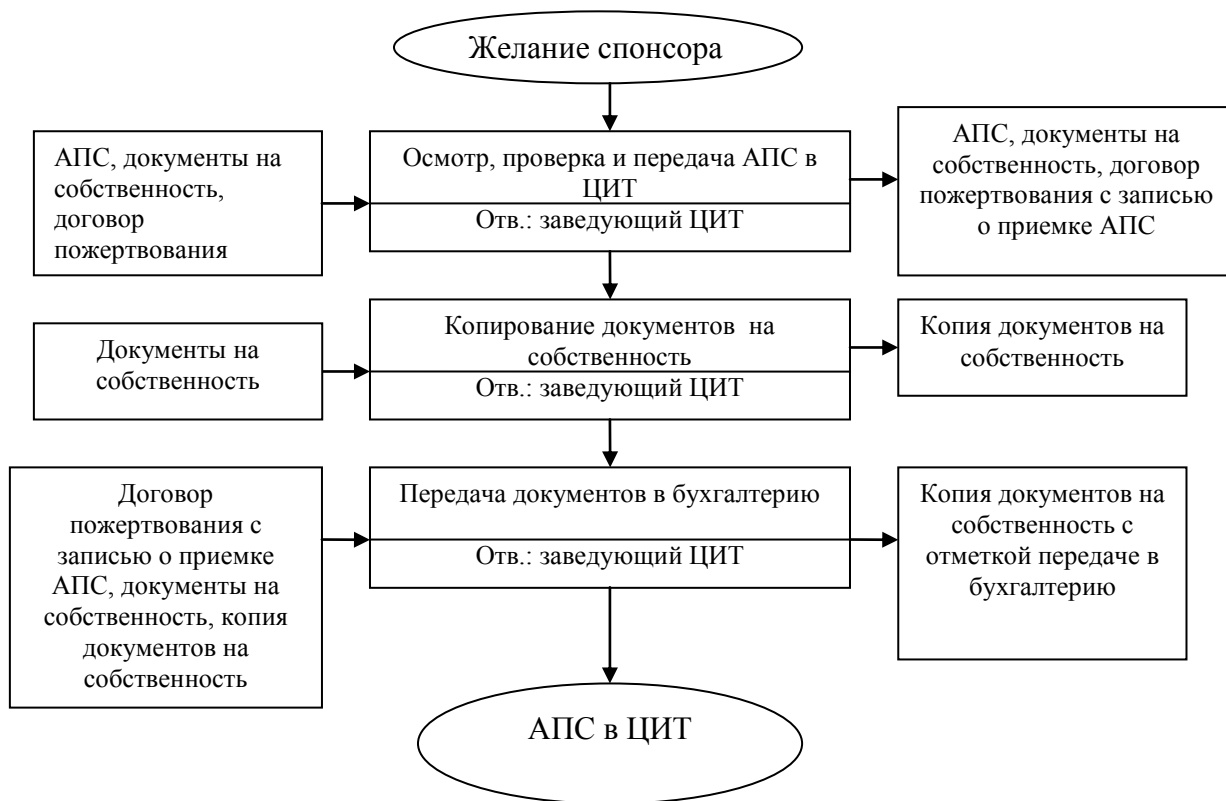 Желание спонсора
АПС, документы на
собственность,
договор
пожертвования
Осмотр, проверка и передача АПС в
ЦИТ
Отв.: заведующий ЦИТ
АПС, документы на
собственность, договор
пожертвования с записью
о приемке АПС
Документы на
собственность
Копирование документов на
собственность
Отв.: заведующий ЦИТ
Копия документов на
собственность
Договор
пожертвования с
записью о приемке
АПС, документы на
собственность, копия
документов на
собственность
Передача документов в бухгалтерию
Отв.: заведующий ЦИТ
Копия документов на
собственность с
отметкой передаче в
бухгалтерию
АПС в ЦИТ